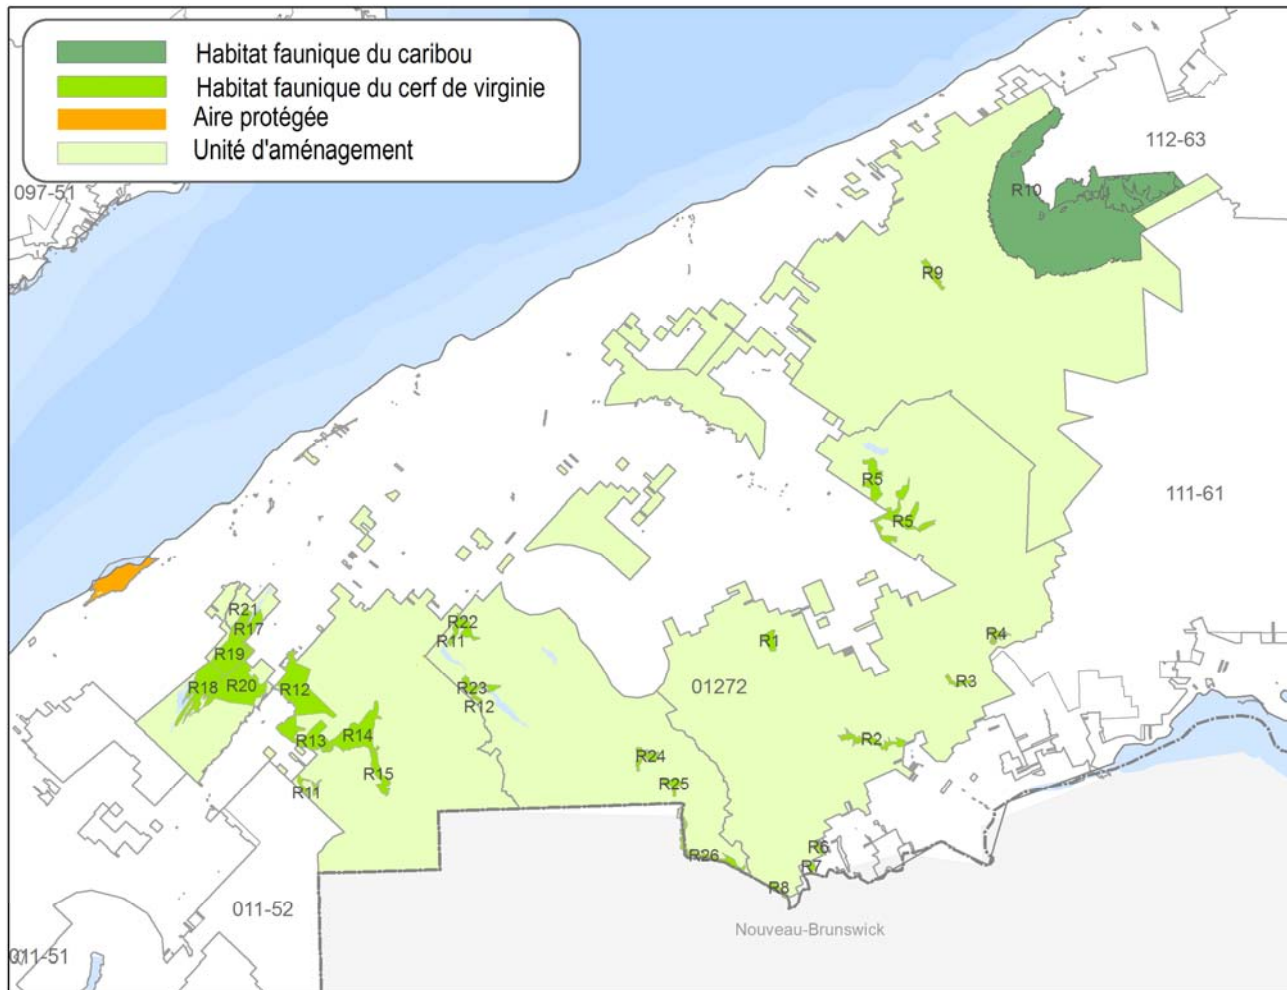 Habitat faunique du caribou
Habitat faunique du cerf de virginie
Aire protégée
Unité d'aménagement
112-63
097-51
R10
R9
R5
111-61
R5
R21
R17
R22
R11
R1
R4
R19
R18
R20
R12
R23
R12
01272
R3
R13
R14
R2
R24
R15
R25
R11
R6
R26
R7
R8
011-52
Nouveau-Brunswick
011-51